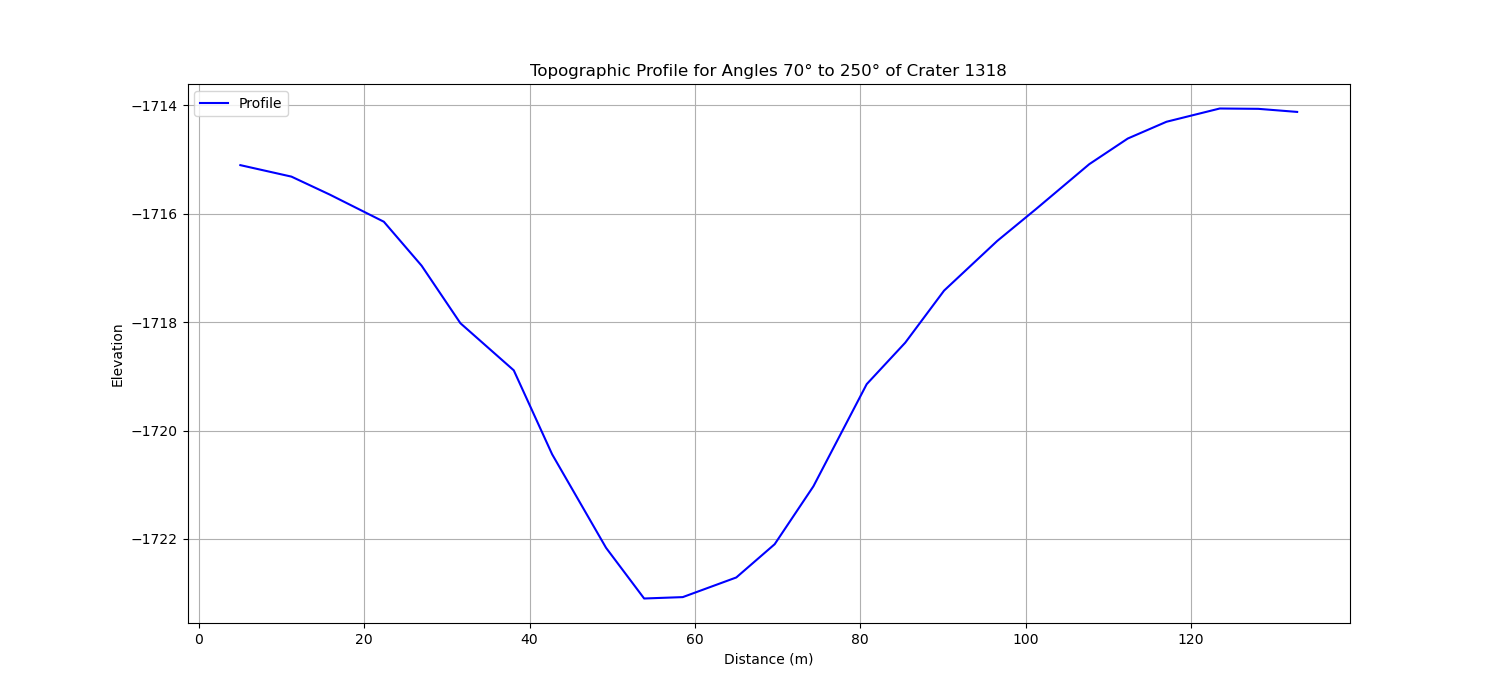 Topographic Profile for Angles 70° to 250° of Crater 1318
Profile
−1714
−1716
−1718
−1720
−1722
Elevation
0 20 40 60 80 100 120
Distance (m)